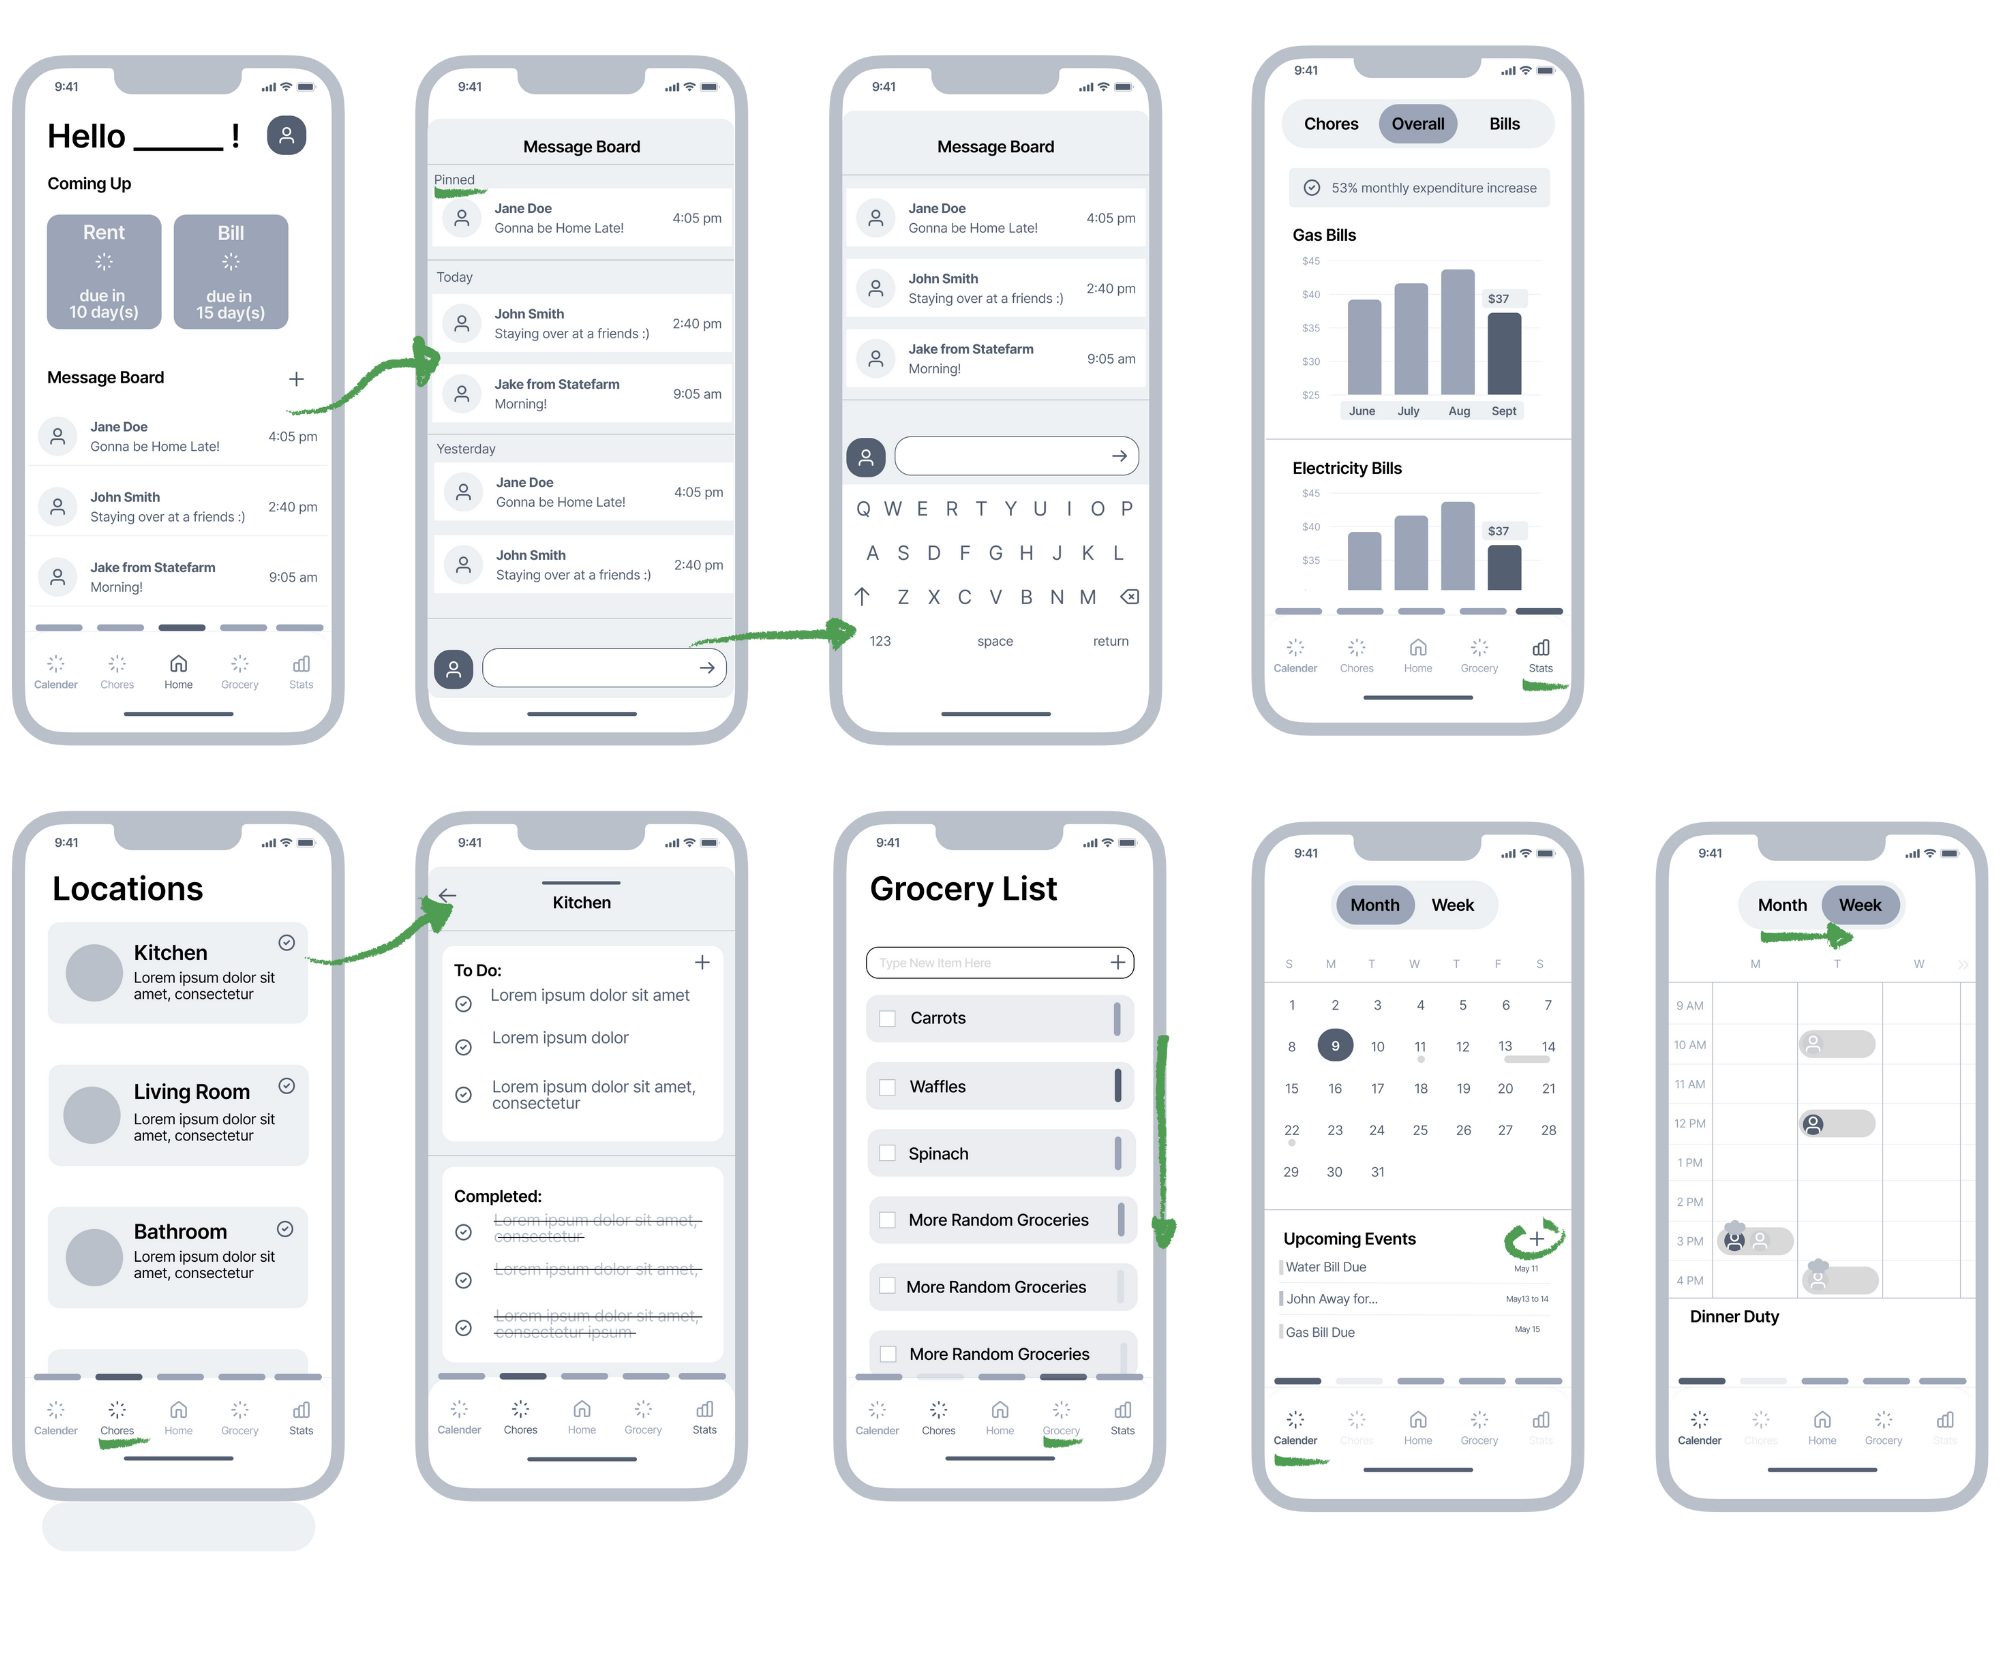 9:41
Hello ______ !
Coming Up
Rent
due in
10 day(s)
Bill
due in
15 day(s)
Message Board
Jane Doe
Gonna be Home Late!
4:05 pm
John Smith
Staying over at a friends :)
2:40 pm
Jake from Statefarm
Morning!
9:05 am
Calender Chores Home Grocery Stats
9:41
Message Board
Pinned
Jane Doe
Gonna be Home Late!
4:05 pm
Today
John Smith
Staying over at a friends :)
2:40 pm
Jake from Statefarm
Morning!
9:05 am
Yesterday
Jane Doe
Gonna be Home Late!
4:05 pm
John Smith
Staying over at a friends :)
2:40 pm
9:41
Message Board
Jane Doe
Gonna be Home Late!
4:05 pm
John Smith
Staying over at a friends :)
2:40 pm
Jake from Statefarm
Morning!
9:05 am
Q W E R T Y U I O P
A S D F G H J K L
Z X C V B N M
123 space return
9:41
Chores Overall Bills
53% monthly expenditure increase
Gas Bills
$45
$40
$37
$35
$30
$25
June July Aug Sept
Electricity Bills
$45
$40
$37
$35
Calender Chores Home Grocery Stats
9:41
Locations
Kitchen
Lorem ipsum dolor sit
amet, consectetur
Living Room
Lorem ipsum dolor sit
amet, consectetur
Bathroom
Lorem ipsum dolor sit
amet, consectetur
Calender Chores Home Grocery Stats
9:41
Kitchen
To Do:
Lorem ipsum dolor sit amet
Lorem ipsum dolor
Lorem ipsum dolor sit amet,
consectetur
Completed:
Lorem ipsum dolor sit amet,
consectetur
Lorem ipsum dolor sit amet,
Lorem ipsum dolor sit amet,
consectetur ipsum
Calender Chores Home Grocery Stats
9:41
Grocery List
Type New Item Here
Carrots
Waffles
Spinach
More Random Groceries
More Random Groceries
More Random Groceries
Calender Chores Home Grocery Stats
9:41
Month Week
S M T W T F S
1 2 3 4 5 6 7
8 9 10 11 12 13 14
15 16 17 18 19 20 21
22 23 24 25 26 27 28
29 30 31
Upcoming Events
Water Bill Due May 11
John Away for... May13 to 14
Gas Bill Due May 15
Calender Chores Home Grocery Stats
9:41
Month Week
M T W
9 AM
10 AM
11 AM
12 PM
1 PM
2 PM
3 PM
4 PM
Dinner Duty
Calender Chores Home Grocery Stats